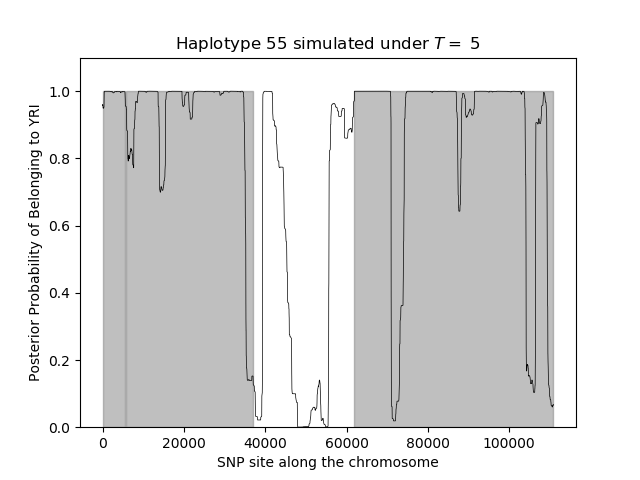 Haplotype 55 simulated under T = 5
Posterior Probability of Belonging to YRI
1.0
0.8
0.6
0.4
0.2
0.0
0 20000 40000 60000 80000 100000
SNP site along the chromosome